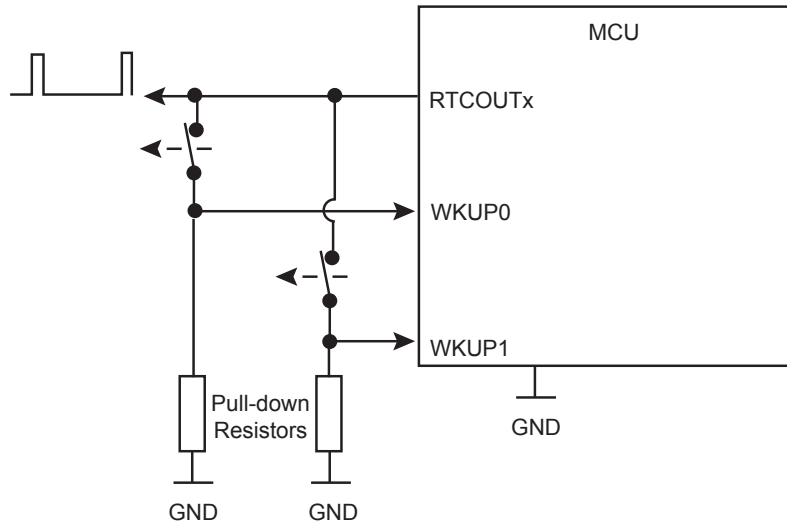 MCU
RTCOUTx
WKUP0
WKUP1
Pull-down
Resistors
GND
GND
GND